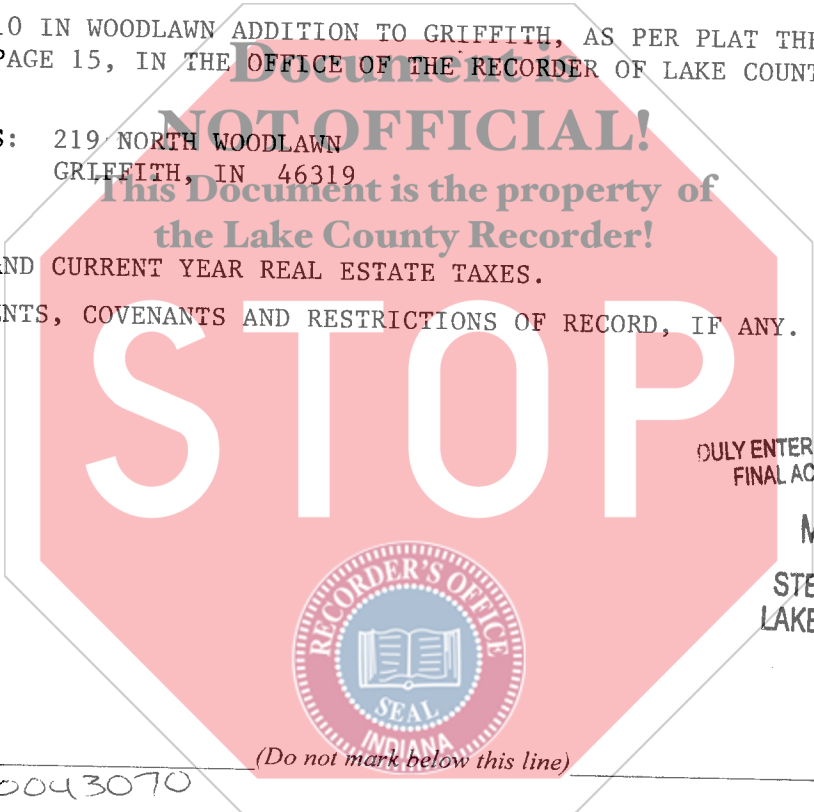 10 IN WOODLAWN ADDITION TO GRIFFITH, AS PER PLAT THE
PAGE 15, IN THE OFFICE OF THE RECORDER OF LAKE COUNT
Document is
NOT OFFICIAL!
This Document is the property of
the Lake County Recorder!
S: 219 NORTH WOODLAWN
GRIFFITH, IN 46319
AND CURRENT YEAR REAL ESTATE TAXES.
ENTS, COVENANTS AND RESTRICTIONS OF RECORD, IF ANY.
STOP
DULY ENTER
FINAL AC
M
STE
LAKE
RECORDER'S OFFICE
SEAL
INDIANA
(Do not mark below this line)
0043070